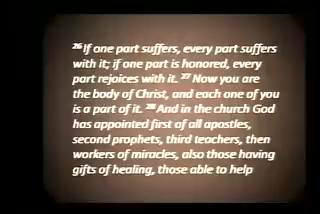 26 If one part suffers, every part suffers
with it; if one part is honored, every
part rejoices with it. 27 Now you are
the body of Christ, and each one of you
is a part of it. 28 And in the church God
has appointed first of all apostles,
second prophets, third teachers, then
workers of miracles, also those having
gifts of healing, those able to help